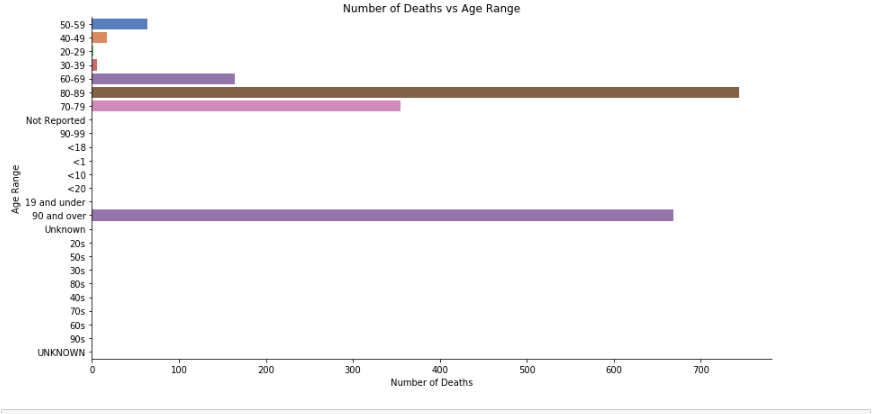 Number of Deaths vs Age Range
50-59
40-49
20-29
30-39
60-69
80-89
70-79
Not Reported
90-99
<18
<1
<10
<20
19 and under
90 and over
Unknown
20s
50s
30s
80s
40s
70s
60s
90s
UNKNOWN
Age Range
0 100 200 300 400 500 600 700
Number of Deaths